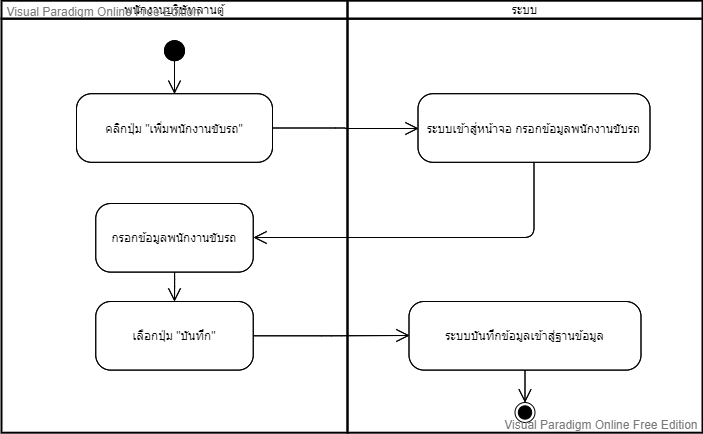 Visual Paradigm Online Free Edition
พนักงานบริษัทลานตู้
ระบบ
คลิกปุ่ม "เพิ่มพนักงานขับรถ"
ระบบเข้าสู่หน้าจอ กรอกข้อมูลพนักงานขับรถ
กรอกข้อมูลพนักงานขับรถ
เลือกปุ่ม "บันทึก"
ระบบบันทึกข้อมูลเข้าสู่ฐานข้อมูล
Visual Paradigm Online Free Edition